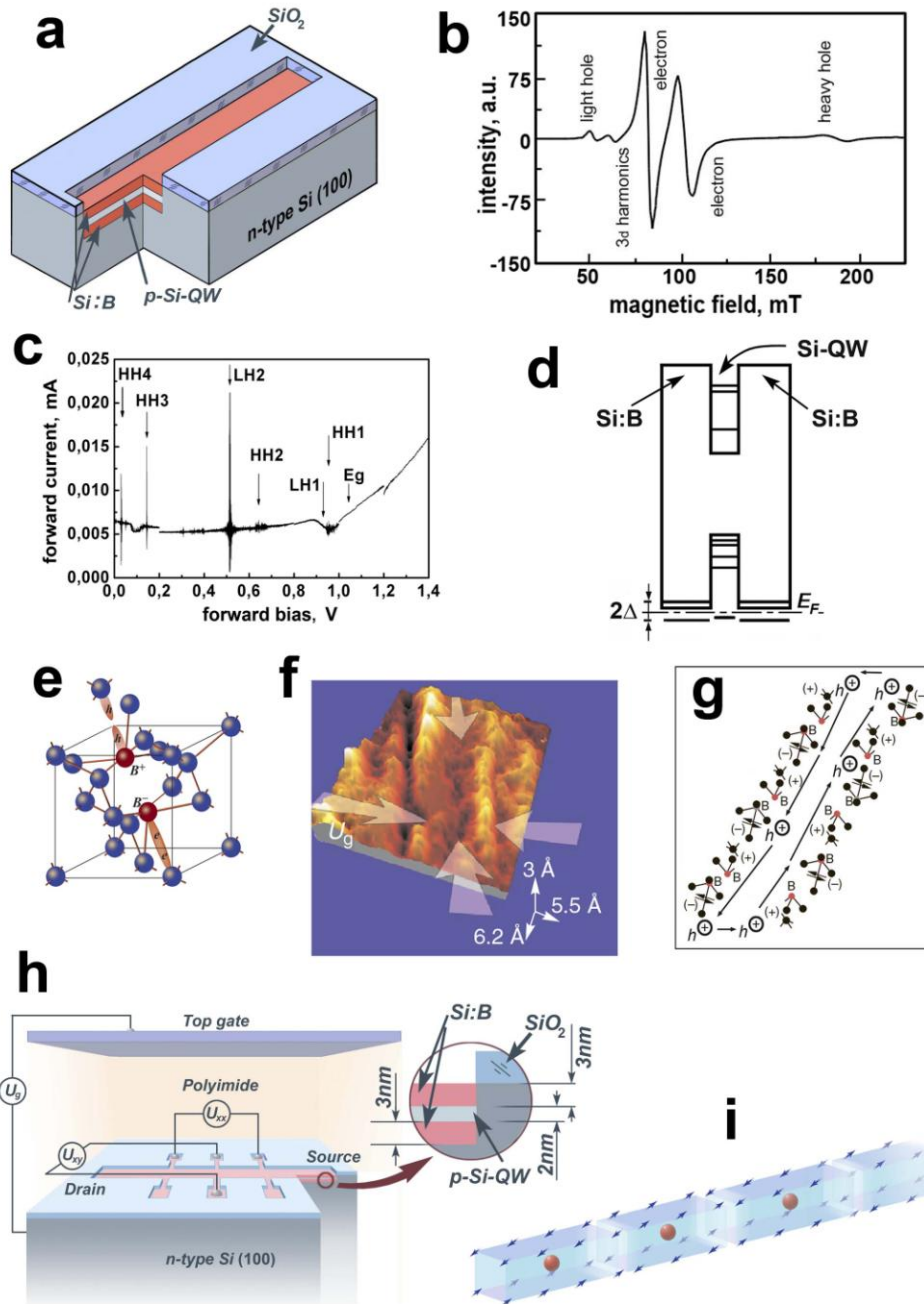 a
SiO2
n-type Si (100)
Si:B
p-Si-QW
b
intensity, a.u.
150
75
0
-75
-150
light hole
3d harmonics
electron
electron
heavy hole
50 100 150 200
magnetic field, mT
c
forward current, mA
0,025
0,020
0,015
0,010
0,005
0,000
HH4
HH3
LH2
HH2
LH1
HH1
Eg
0,0 0,2 0,4 0,6 0,8 1,0 1,2 1,4
forward bias, V
d
Si-QW
Si:B
Si:B
2Δ
EF
e
h
h
B+
B−
e
e
f
Ug
3 Å
5.5 Å
6.2 Å
g
(+) h + h +
B
(−)
B
(+)
(−) B
B (+)
h +
B
(−)
(+)
B
(−)
h +
B
(+)
B
B
(−)
B
(−)
(+)
B
h + h +
h
Top gate
Ug
Polyimide
Uxx
Uxy
Source
Drain
n-type Si (100)
Si:B
SiO2
3nm
3nm
2nm
p-Si-QW
i